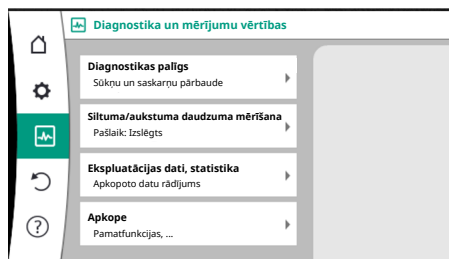 Diagnostika un mērījumu vērtības
Diagnostikas palīgs
Sūkņu un saskarņu pārbaude
Siltuma/aukstuma daudzuma mērīšana
Pašlaik: Izslēgts
Ekspluatācijas dati, statistika
Apkopoto datu rādījums
Apkope
Pamatfunkcijas, ...